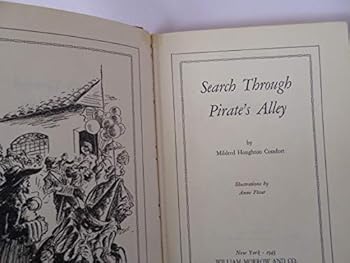 Search Through
Pirate's Alley
by
Mildred Houghton Comfort
Illustrations by
Anne Fleur
New York - 1945
WILLIAM MORROW AND CO.